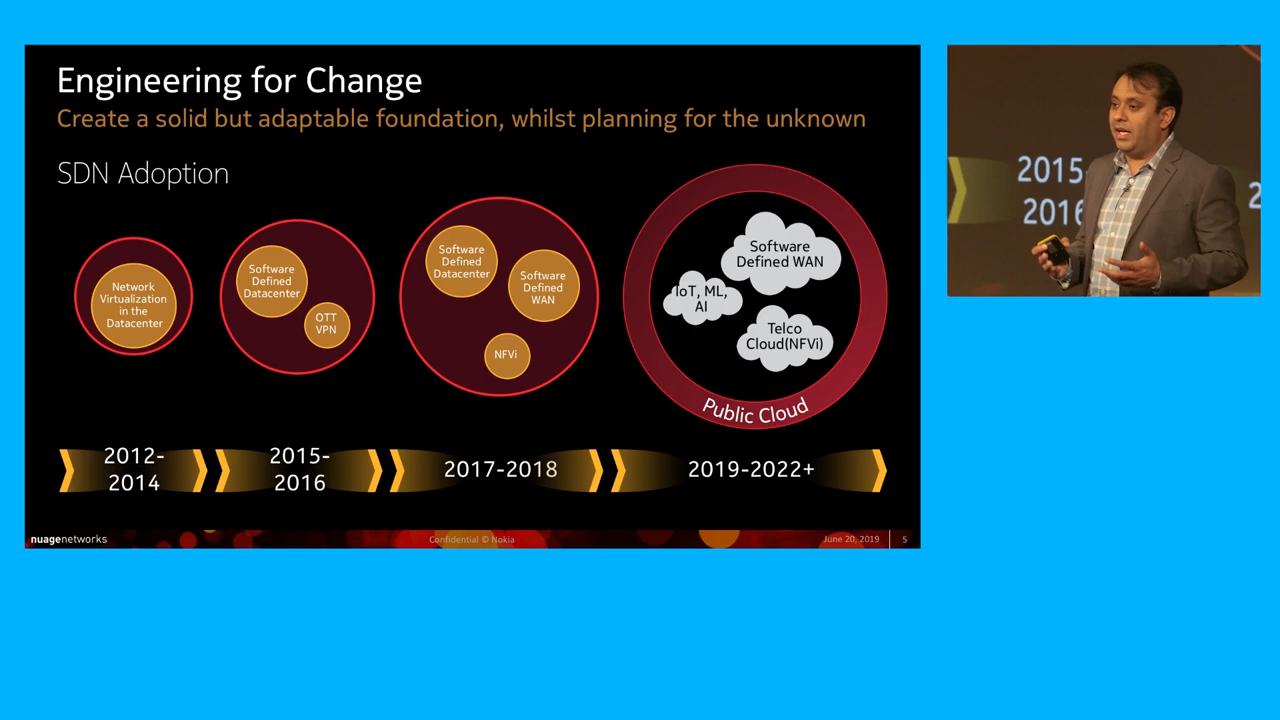 Engineering for Change
Create a solid but adaptable foundation, whilst planning for the unknown
SDN Adoption
Network
Virtualization
in the
Datacenter
Software
Defined
Datacenter
OTT
VPN
Software
Defined
Datacenter
Software
Defined
WAN
NFVi
Software
Defined WAN
IoT, ML,
AI
Telco
Cloud(NFVi)
Public Cloud
2012-
2014
2015-
2016
2017-2018
2019-2022+
nuagenetworks
Confidential © Nokia
June 20, 2019
5
2015-
2016
2